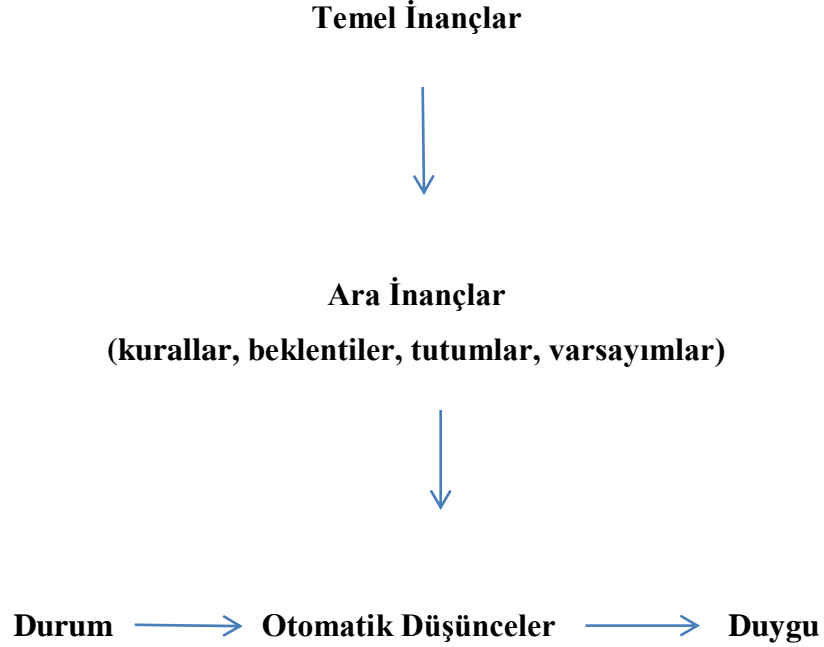 Temel İnançlar
Ara İnançlar
(kurallar, beklentiler, tutumlar, varsayımlar)
Durum Otomatik Düşünceler Duygu